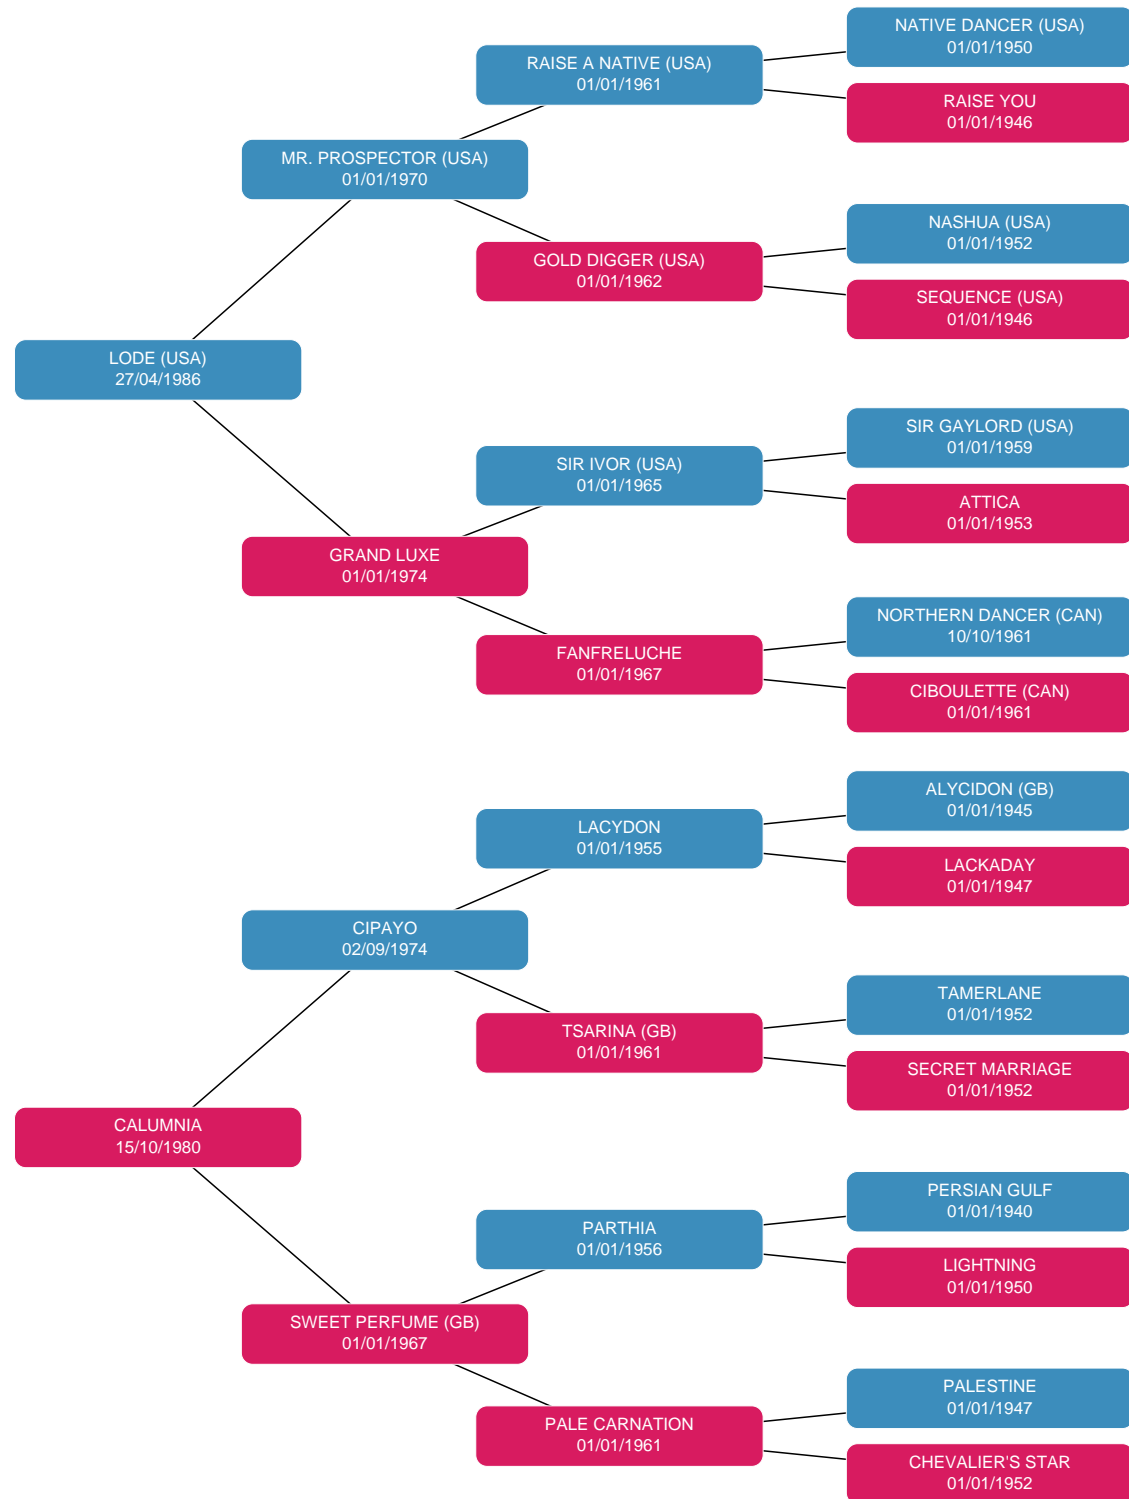 NATIVE DANCER (USA)
01/01/1950
RAISE A NATIVE (USA)
01/01/1961
RAISE YOU
01/01/1946
MR. PROSPECTOR (USA)
01/01/1970
NASHUA (USA)
01/01/1952
GOLD DIGGER (USA)
01/01/1962
SEQUENCE (USA)
01/01/1946
LODE (USA)
27/04/1986
SIR GAYLORD (USA)
01/01/1959
SIR IVOR (USA)
01/01/1965
ATTICA
01/01/1953
GRAND LUXE
01/01/1974
NORTHERN DANCER (CAN)
10/10/1961
FANFRELUCHE
01/01/1967
CIBOULETTE (CAN)
01/01/1961
ALYCIDON (GB)
01/01/1945
LACYDON
01/01/1955
LACKADAY
01/01/1947
CIPAYO
02/09/1974
TAMERLANE
01/01/1952
TSARINA (GB)
01/01/1961
SECRET MARRIAGE
01/01/1952
CALUMNIA
15/10/1980
PERSIAN GULF
01/01/1940
PARTHIA
01/01/1956
LIGHTNING
01/01/1950
SWEET PERFUME (GB)
01/01/1967
PALESTINE
01/01/1947
PALE CARNATION
01/01/1961
CHEVALIER'S STAR
01/01/1952